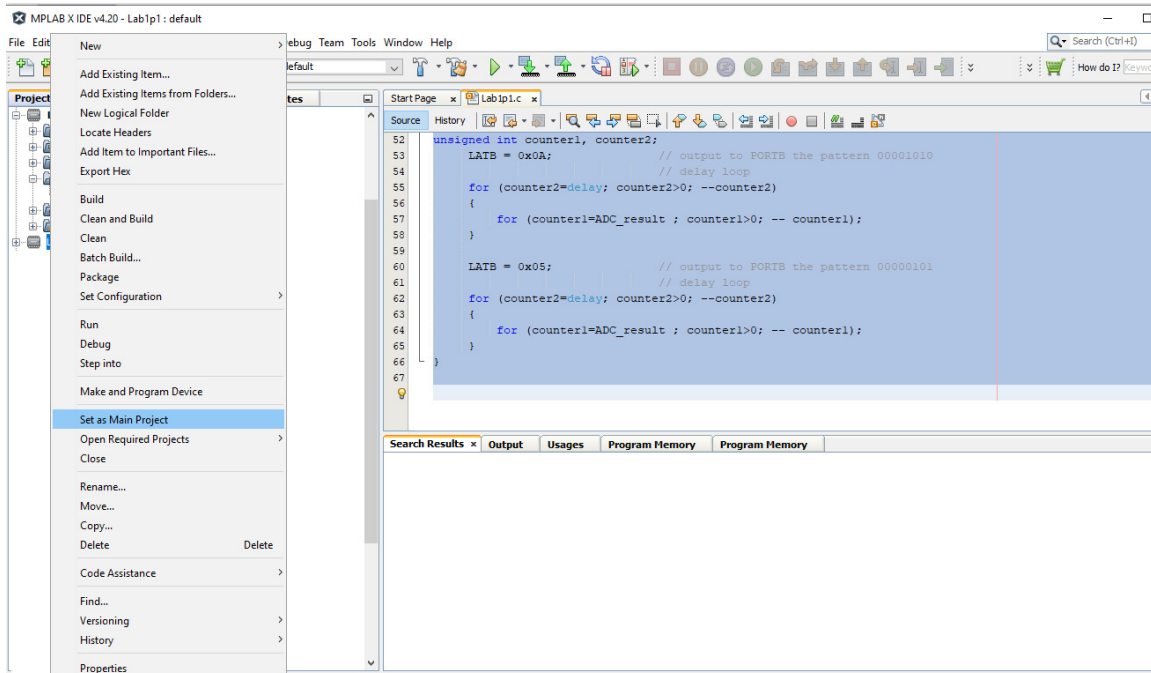 MPLAB X IDE v4.20 - Lab1p1 : default
File Edit ebug Team Tools Window Help
Search (Ctrl+I)
default
How do I?
Project
tes
New
Add Existing Item...
Add Existing Items from Folders...
New Logical Folder
Locate Headers
Add Item to Important Files...
Export Hex
Build
Clean and Build
Clean
Batch Build...
Package
Set Configuration
Run
Debug
Step into
Make and Program Device
Set as Main Project
Open Required Projects
Close
Rename...
Move...
Copy...
Delete Delete
Code Assistance
Find...
Versioning
History
Properties
Start Page x Lab1p1.c x
Source History
52 unsigned int counter1, counter2;
53 LATB = 0x0A; // output to PORTB the pattern 00001010
54 // delay loop
55 for (counter2=delay; counter2>0; --counter2)
56 {
57 for (counter1=ADC_result ; counter1>0; -- counter1);
58 }
59
60 LATB = 0x05; // output to PORTB the pattern 00000101
61 // delay loop
62 for (counter2=delay; counter2>0; --counter2)
63 {
64 for (counter1=ADC_result ; counter1>0; -- counter1);
65 }
66 }
67
Search Results x Output Usages Program Memory Program Memory